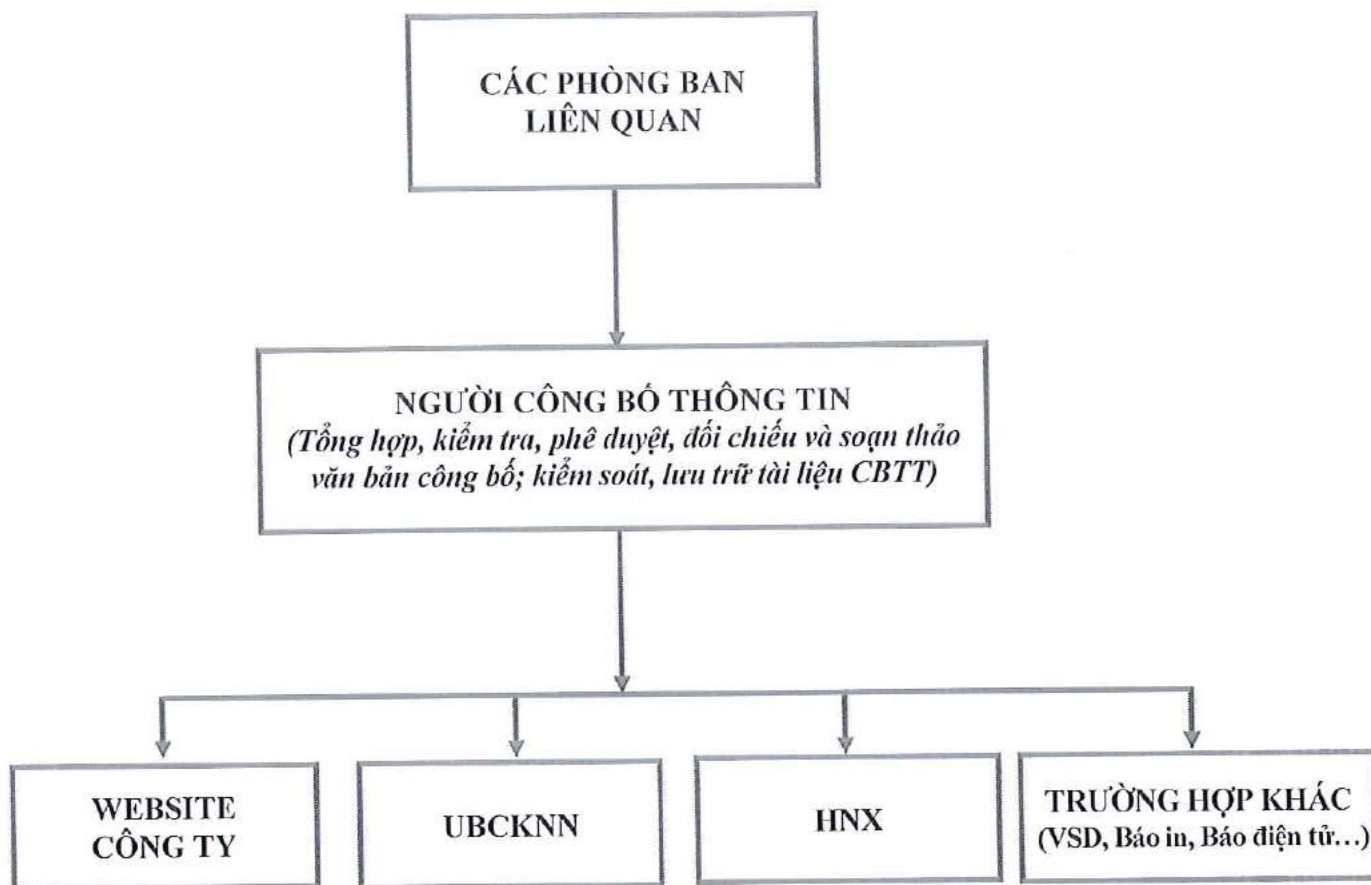 CÁC PHÒNG BAN
LIÊN QUAN
NGƯỜI CÔNG BỐ THÔNG TIN
(Tổng hợp, kiểm tra, phê duyệt, đối chiếu và soạn thảo
văn bản công bố; kiểm soát, lưu trữ tài liệu CBTT)
WEBSITE
CÔNG TY
UBCKNN
HNX
TRƯỜNG HỢP KHÁC
(VSD, Báo in, Báo điện tử...)